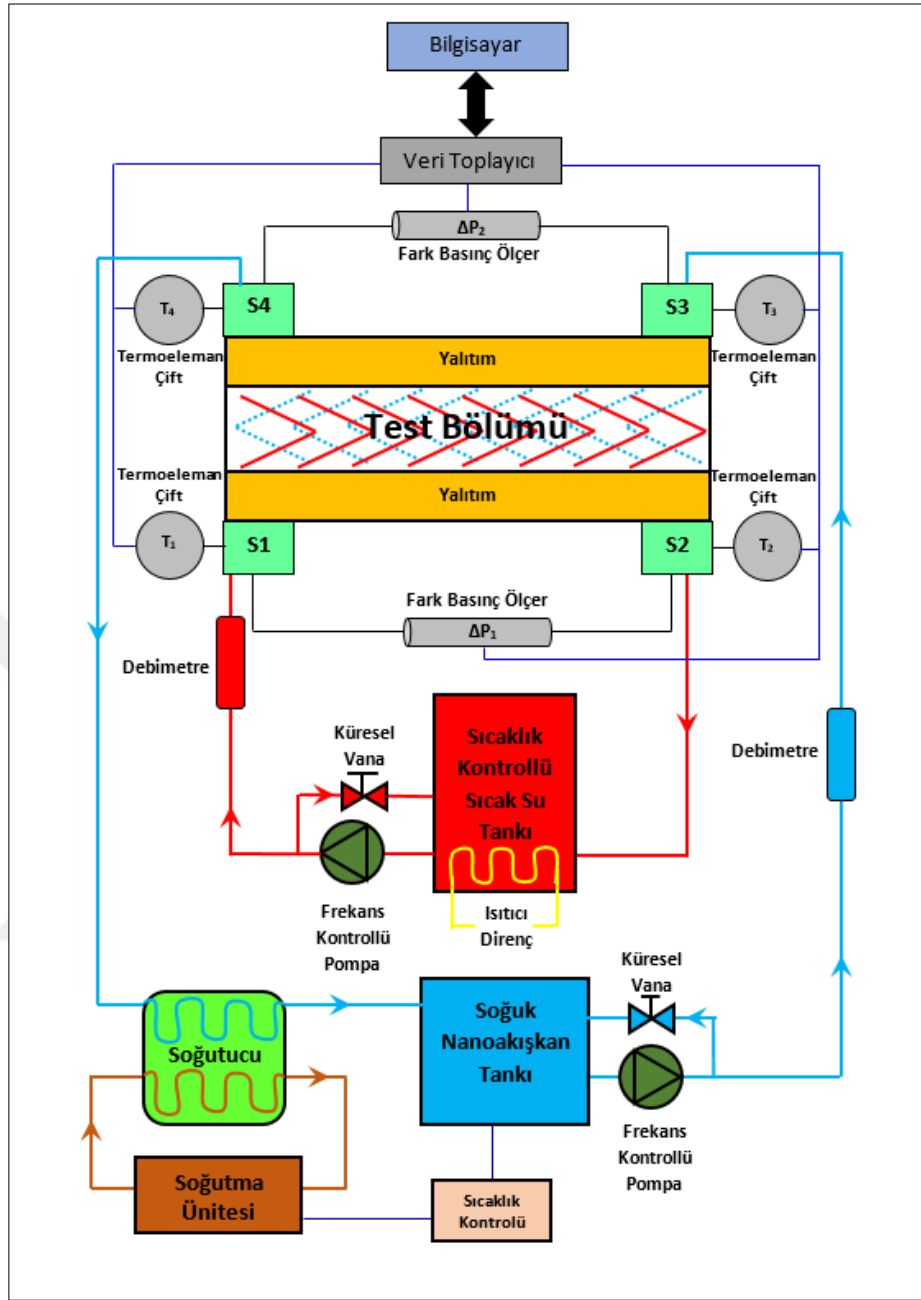 Bilgisayar
Veri Toplayıcı
ΔP₂
Fark Basınç Ölçer
T₄
S4
S3
T₃
Termoeleman
Çift
Termoeleman
Çift
Yalıtım
Test Bölümü
Termoeleman
Çift
Termoeleman
Çift
Yalıtım
T₁
S1
S2
T₂
Fark Basınç Ölçer
ΔP₁
Debimetre
Küresel
Vana
Sıcaklık
Kontrollü
Sıcak Su
Tankı
Debimetre
Frekans
Kontrollü
Pompa
Isıtıcı
Direnç
Küresel
Vana
Soğutucu
Soğuk
Nanoakışkan
Tankı
Frekans
Kontrollü
Pompa
Soğutma
Ünitesi
Sıcaklık
Kontrolü